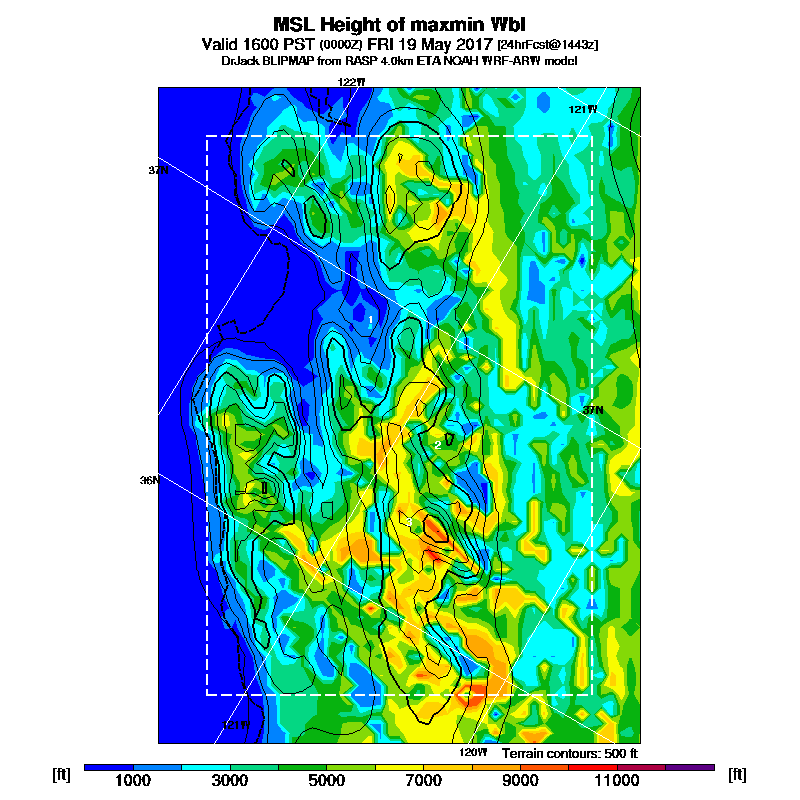 MSL Height of maxmin Wbl
Valid 1600 PST (0000Z) FRI 19 May 2017 [24hrFcst@1443z]
DrJack BLIPMAP from RASP 4.0km ETA NOAH WRF-ARW model
122W
121W
37N
1
37N
2
36N
3
121W
120W
Terrain contours: 500 ft
[ft] 1000 3000 5000 7000 9000 11000 [ft]